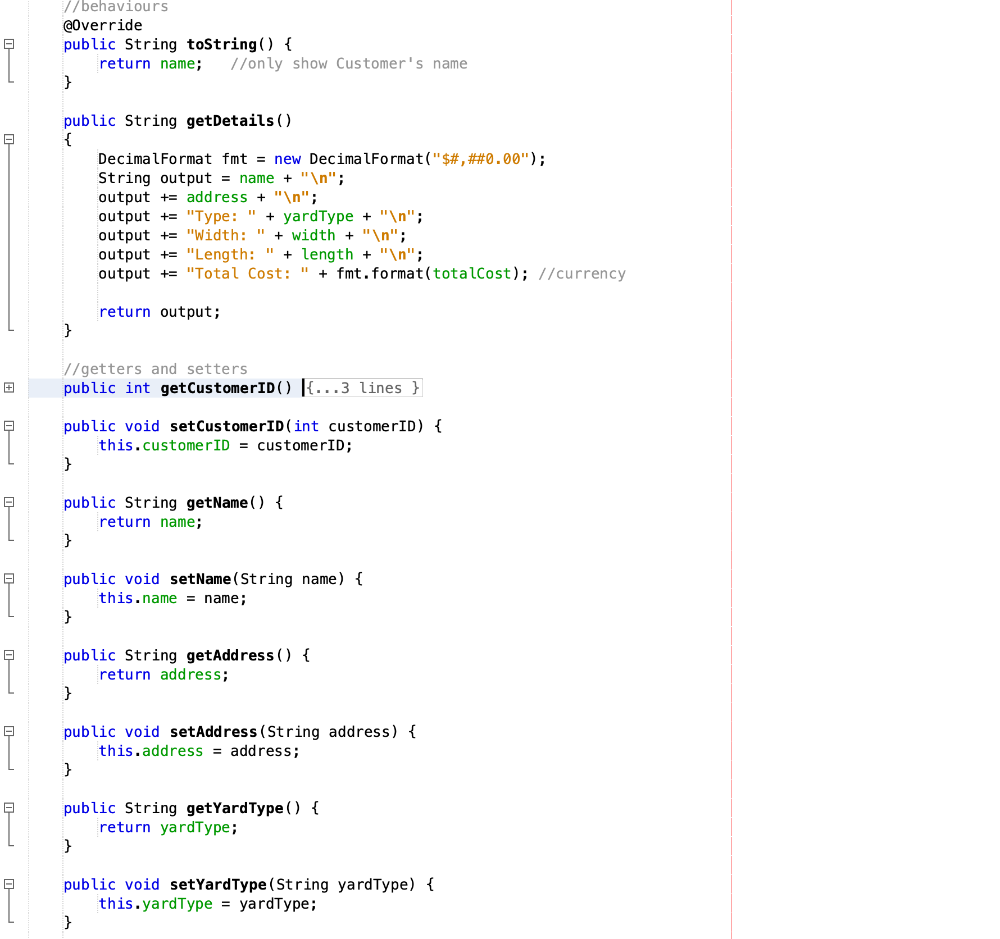 //behaviours
@Override
public String toString() {
return name;   //only show Customer's name
}
public String getDetails()
{
DecimalFormat fmt = new DecimalFormat("$#,##0.00");
String output = name + "\n";
output += address + "\n";
output += "Type: " + yardType + "\n";
output += "Width: " + width + "\n";
output += "Length: " + length + "\n";
output += "Total Cost: " + fmt.format(totalCost); //currency
return output;
}
//getters and setters
public int getCustomerID() {...3 lines }
public void setCustomerID(int customerID) {
this.customerID = customerID;
}
public String getName() {
return name;
}
public void setName(String name) {
this.name = name;
}
public String getAddress() {
return address;
}
public void setAddress(String address) {
this.address = address;
}
public String getYardType() {
return yardType;
}
public void setYardType(String yardType) {
this.yardType = yardType;
}